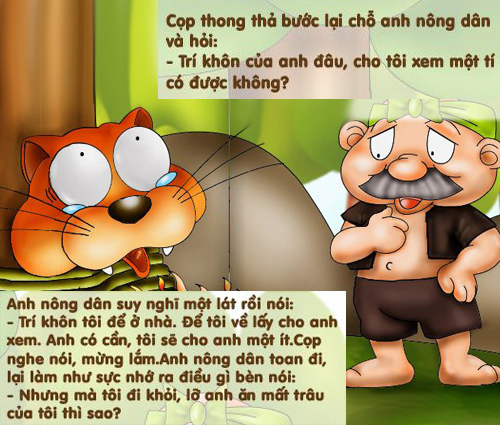 Cọp thong thả bước lại chỗ anh nông dân
và hỏi:
- Trí khôn của anh đâu, cho tôi xem một tí
có được không?
Anh nông dân suy nghĩ một lát rồi nói:
- Trí khôn tôi để ở nhà. Để tôi về lấy cho anh
xem. Anh có cần, tôi sẽ cho anh một ít.Cọp
nghe nói, mừng lắm.Anh nông dân toan đi,
lại làm như sực nhớ ra điều gì bèn nói:
- Nhưng mà tôi đi khỏi, lỡ anh ăn mất trâu
của tôi thì sao?